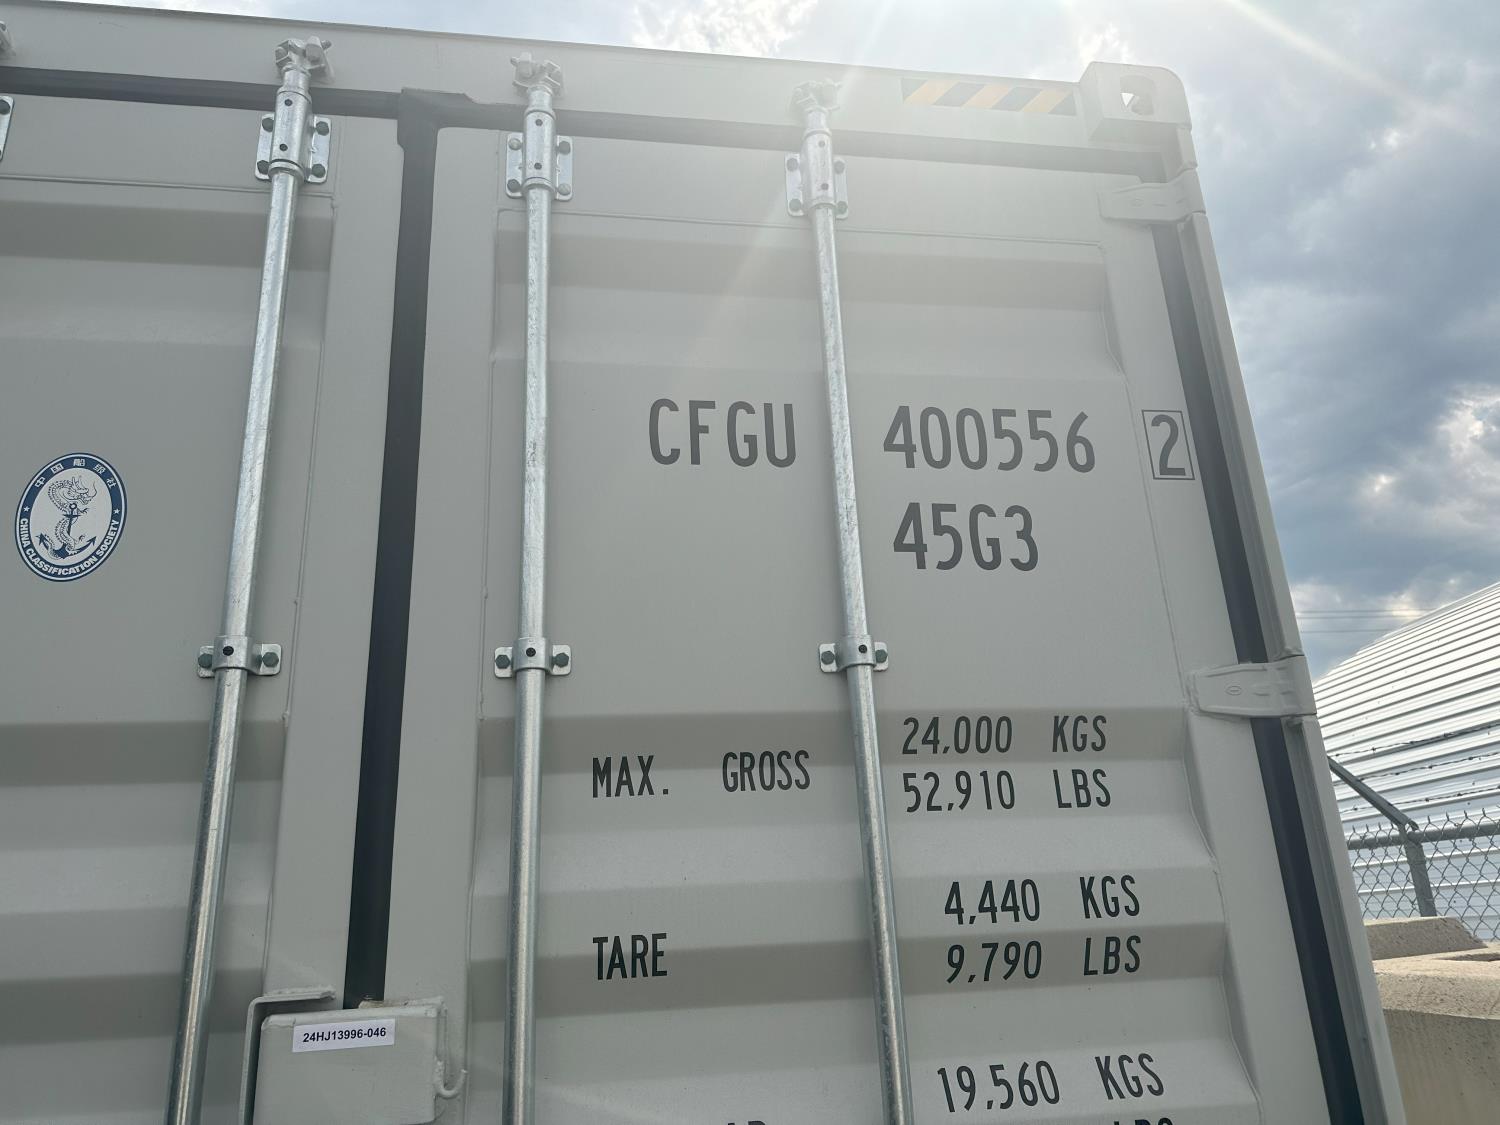 CFGU 400556 2
45G3
中国船级社
CHINA CLASSIFICATION SOCIETY
MAX. GROSS 24,000 KGS
52,910 LBS
TARE 4,440 KGS
9,790 LBS
24HJ13996-046
19,560 KGS
LBS